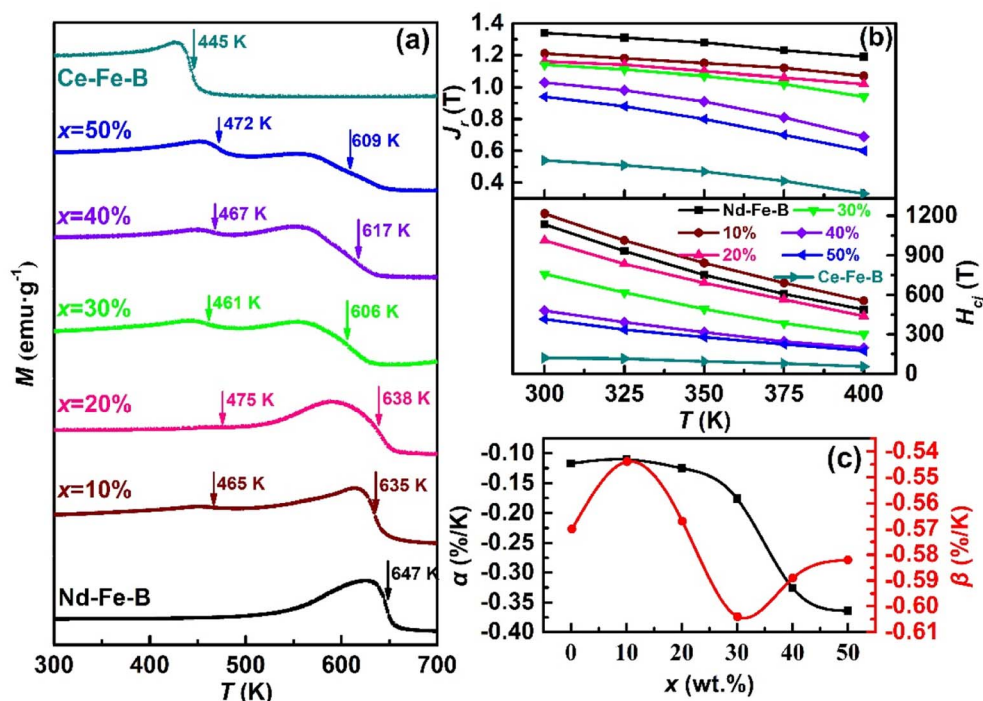 (a)
445 K
Ce-Fe-B
x=50%
472 K
609 K
x=40%
467 K
617 K
x=30%
461 K
606 K
x=20%
475 K
638 K
x=10%
465 K
635 K
Nd-Fe-B
647 K
M (emu·g⁻¹)
300 400 500 600 700
T (K)
(b)
1.4
1.2
1.0
0.8
0.6
0.4
Jr (T)
Nd-Fe-B 30%
10% 40%
20% 50%
Ce-Fe-B
1200
900
600
300
0
Hci (T)
300 325 350 375 400
T (K)
(c)
-0.10
-0.15
-0.20
-0.25
-0.30
-0.35
-0.40
α (%/K)
-0.54
-0.55
-0.56
-0.57
-0.58
-0.59
-0.60
-0.61
β (%/K)
0 10 20 30 40 50
x (wt.%)